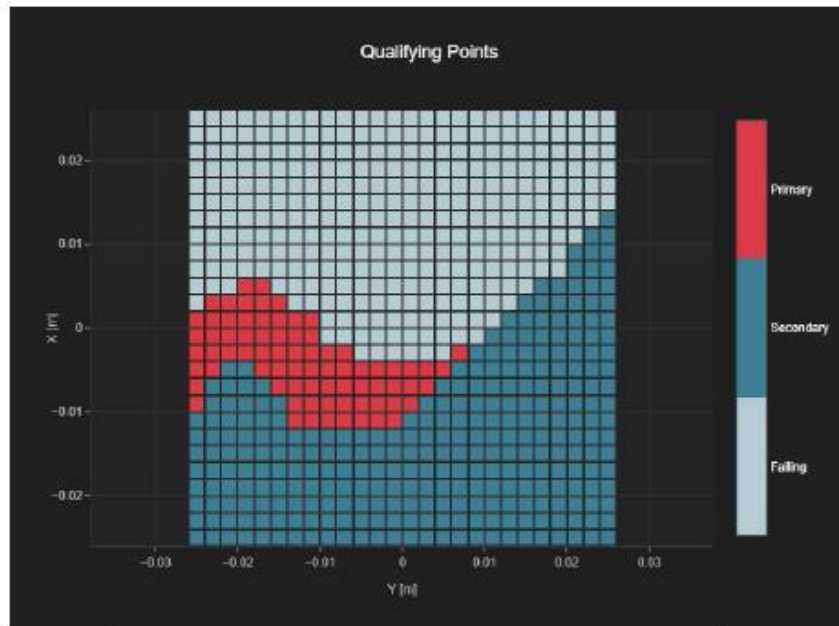 Qualifying Points
0.02
0.01
0
−0.01
−0.02
X [m]
−0.03
−0.02
−0.01
0
0.01
0.02
0.03
Y [m]
Primary
Secondary
Failing